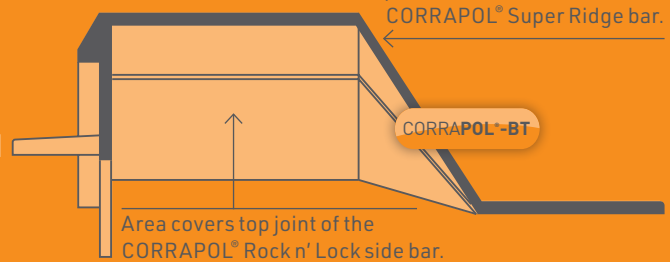 CORRAPOL® Super Ridge bar.
CORRAPOL®-BT
Area covers top joint of the
CORRAPOL® Rock n' Lock side bar.